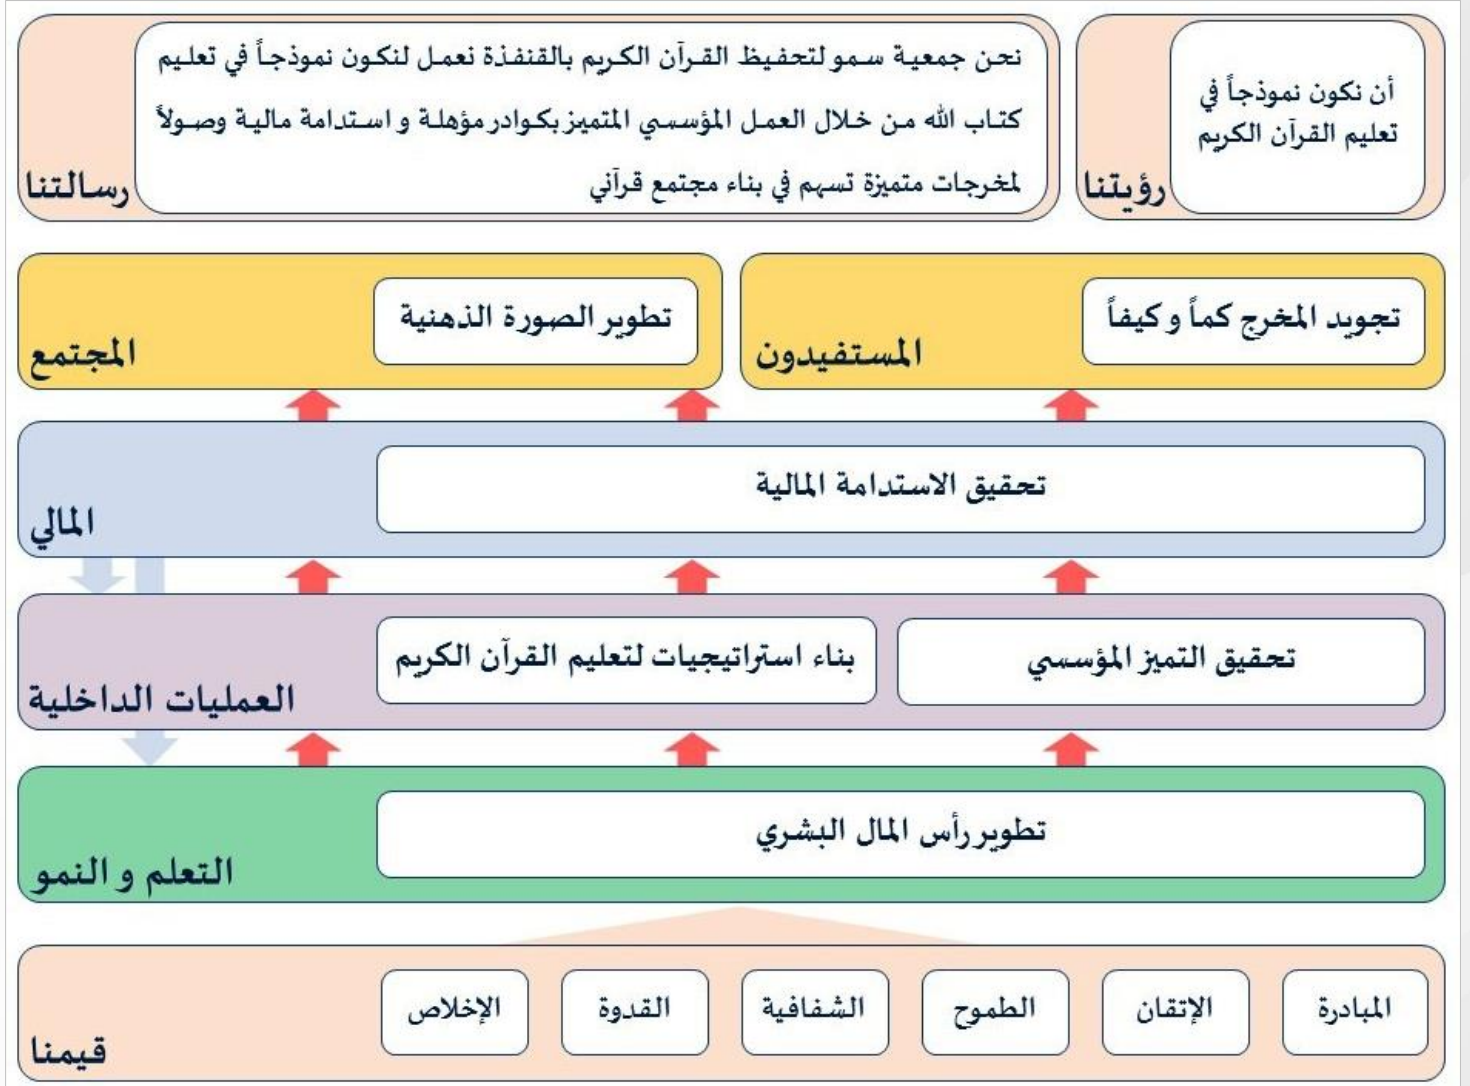 أن نكون نموذجاً في
تعليم القرآن الكريم
رؤيتنا
نحن جمعية سمو لتحفيظ القرآن الكريم بالقنفذة نعمل لنكون نموذجاً في تعليم
كتاب الله من خلال العمل المؤسسي المتميز بكوادر مؤهلة و استدامة مالية وصولاً
لمخرجات متميزة تسهم في بناء مجتمع قرآني
رسالتنا
تجويد المخرج كماً و كيفاً
المستفيدون
تطوير الصورة الذهنية
المجتمع
تحقيق الاستدامة المالية
المالي
تحقيق التميز المؤسسي
بناء استراتيجيات لتعليم القرآن الكريم
العمليات الداخلية
تطوير رأس المال البشري
التعلم و النمو
المبادرة
الإتقان
الطموح
الشفافية
القدوة
الإخلاص
قيمنا